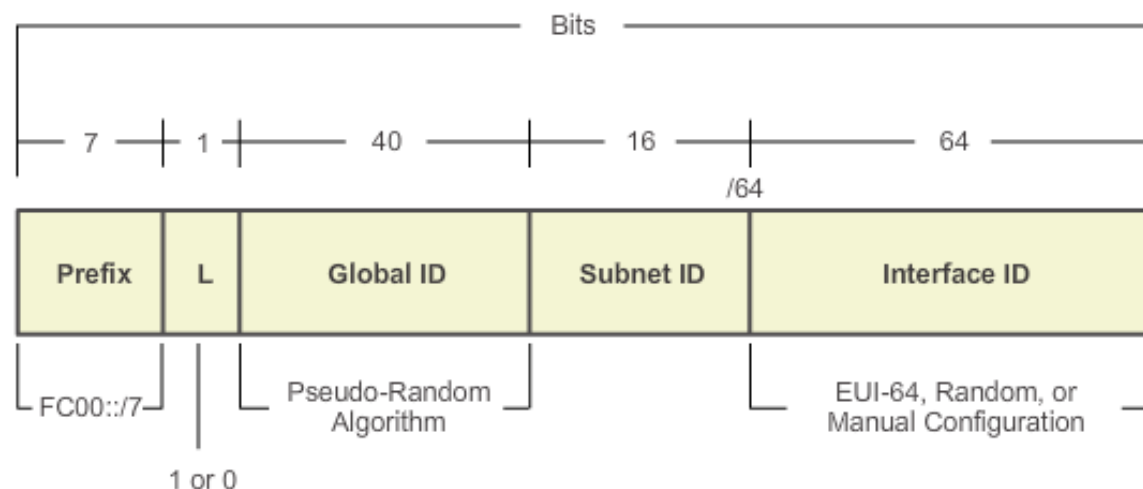 Bits
7 1 40 16 64
/64
Prefix L Global ID Subnet ID Interface ID
FC00::/7
Pseudo-Random
Algorithm
EUI-64, Random, or
Manual Configuration
1 or 0